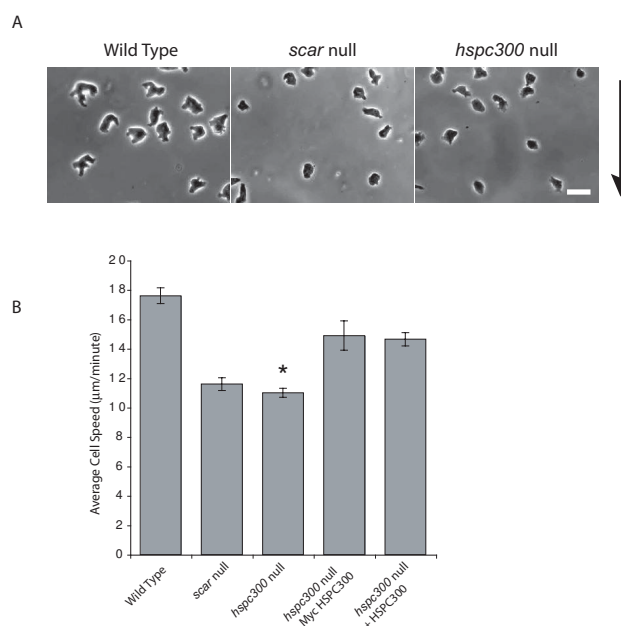 A
Wild Type
scar null
hspc300 null
B
Average Cell Speed (µm/minute)
20
18
16
14
12
10
8
6
4
2
0
*
Wild Type
scar null
hspc300 null
hspc300 null
Myc HSPC300
hspc300 null
+ HSPC300